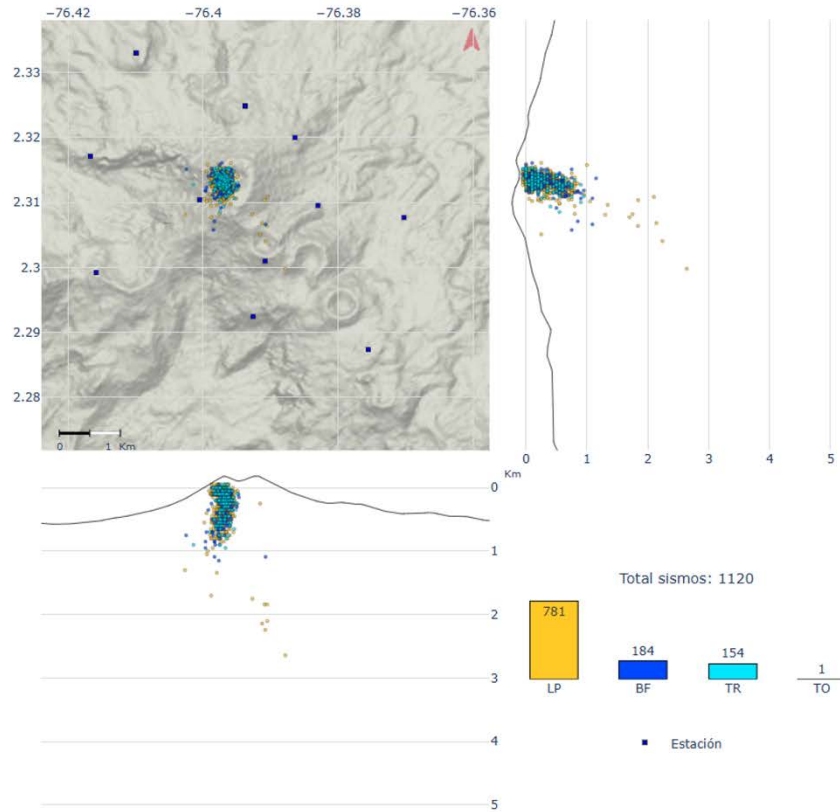 −76.42 −76.4 −76.38 −76.36
2.33
2.32
2.31
2.3
2.29
2.28
0 1 Km
0 1 2 3 4 5
Km
0
1
2
3
4
5
Total sismos: 1120
781 184 154 1
LP BF TR TO
Estación